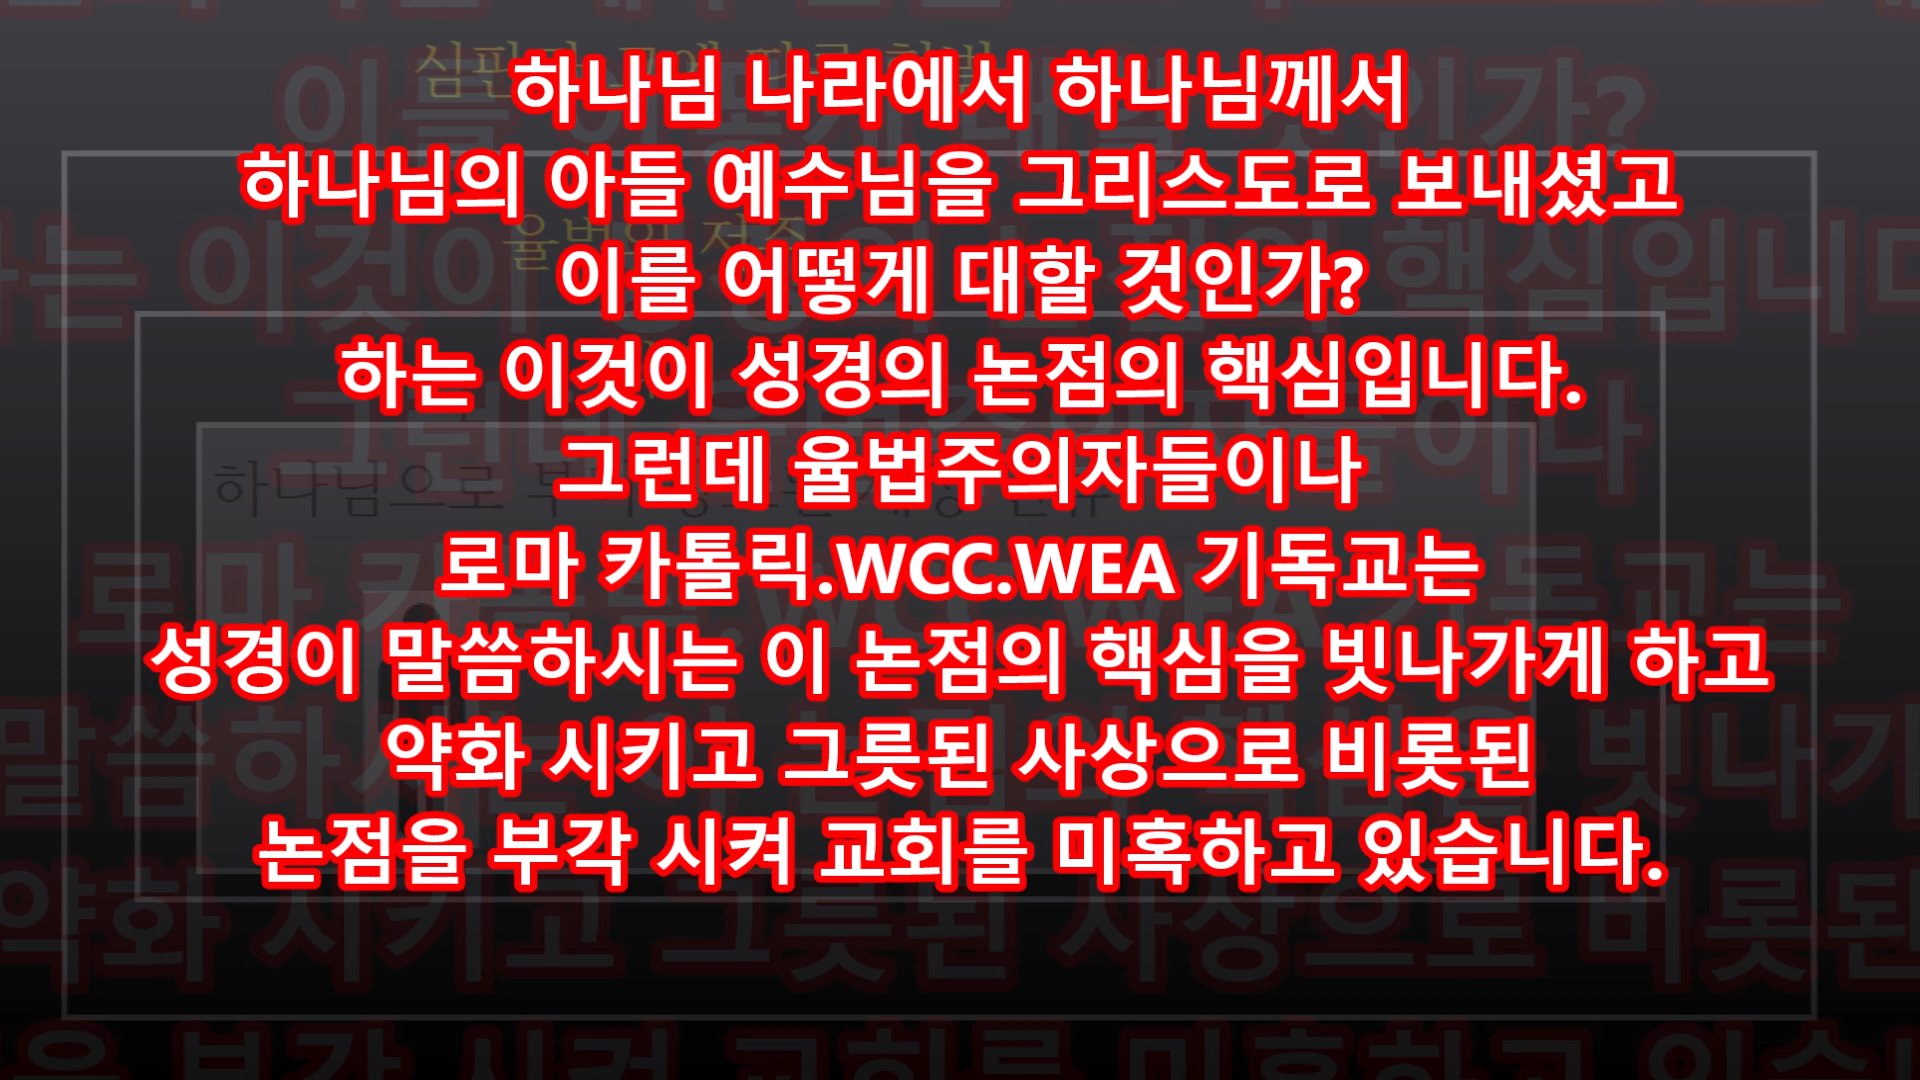 하나님 나라에서 하나님께서
하나님의 아들 예수님을 그리스도로 보내셨고
이를 어떻게 대할 것인가?
하는 이것이 성경의 논점의 핵심입니다.
그런데 율법주의자들이나
로마 카톨릭.WCC.WEA 기독교는
성경이 말씀하시는 이 논점의 핵심을 빗나가게 하고
약화 시키고 그릇된 사상으로 비롯된
논점을 부각 시켜 교회를 미혹하고 있습니다.